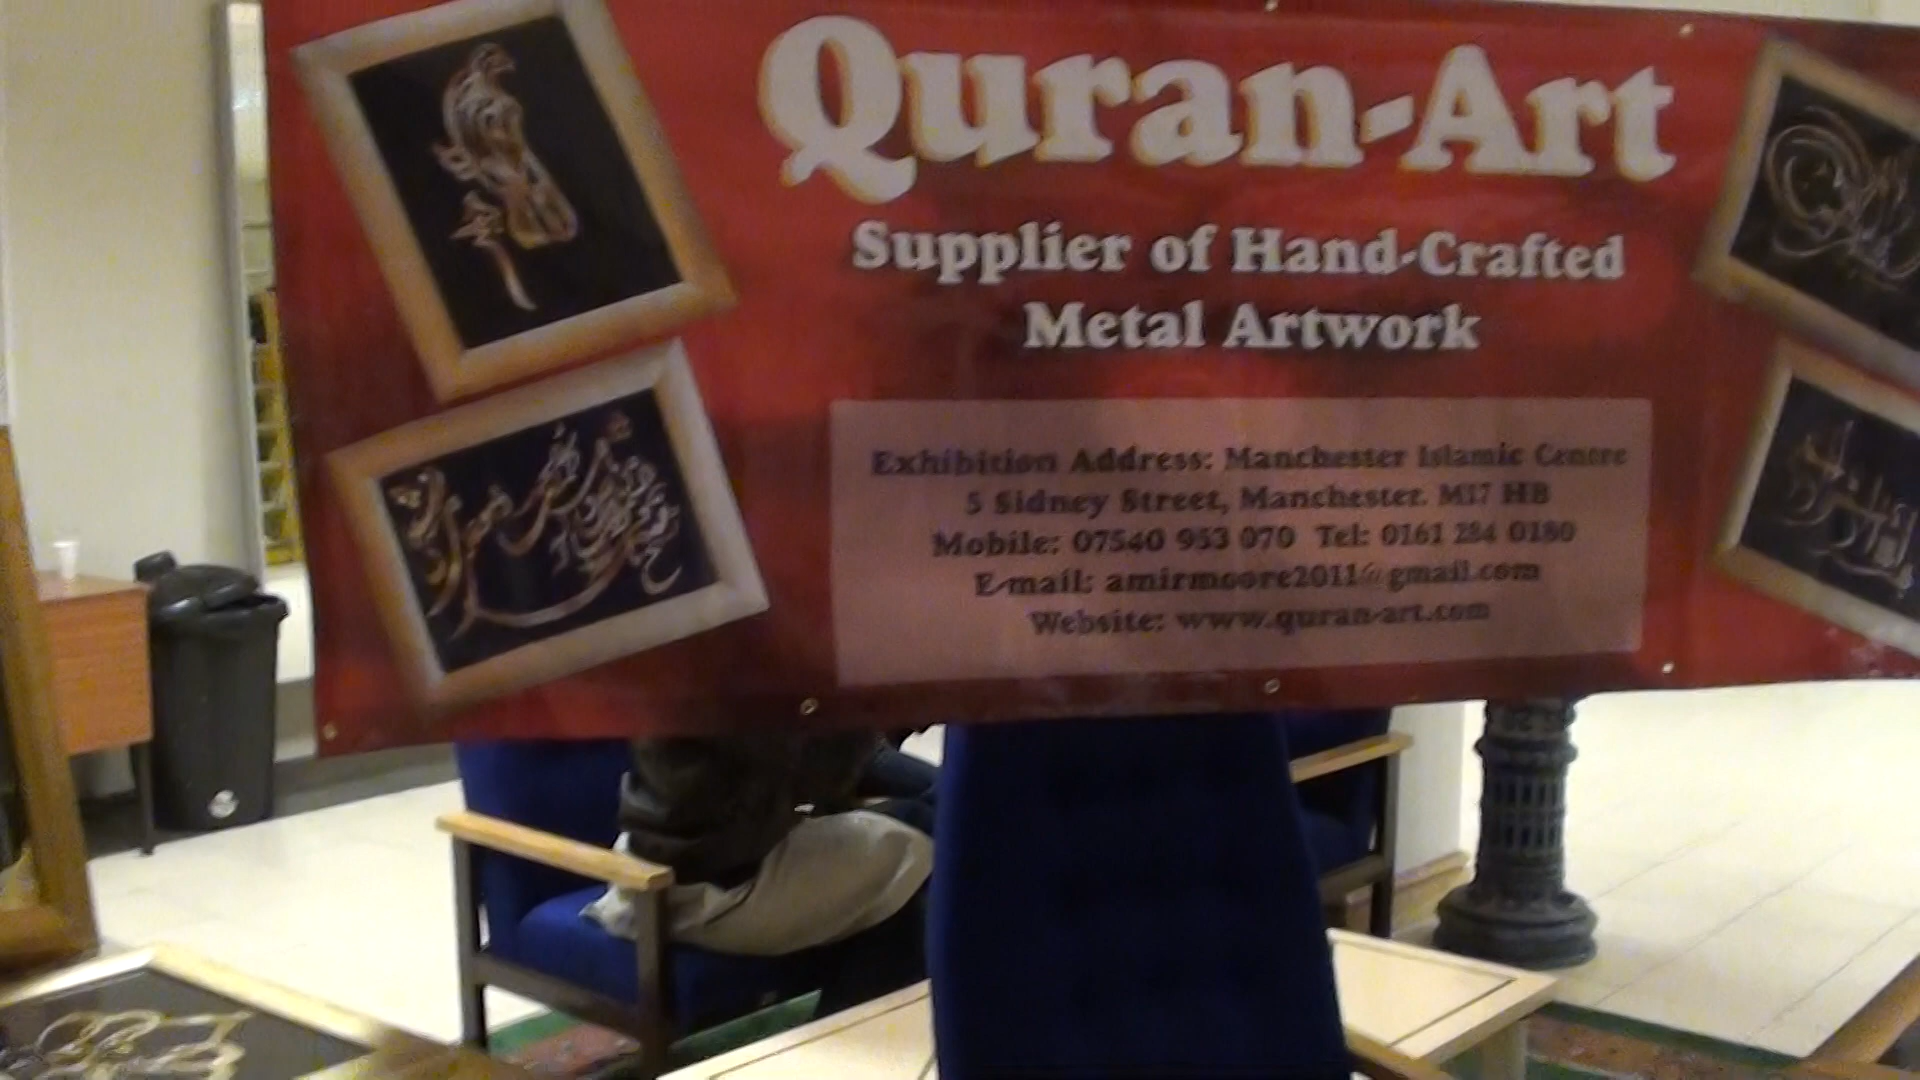 Quran-Art
Supplier of Hand-Crafted
Metal Artwork
Exhibition Address: Manchester Islamic Centre
5 Sidney Street, Manchester. M17 HB
Mobile: 07540 953 070 Tel: 0161 284 0180
E-mail: amirmoore2011@gmail.com
Website: www.quran-art.com